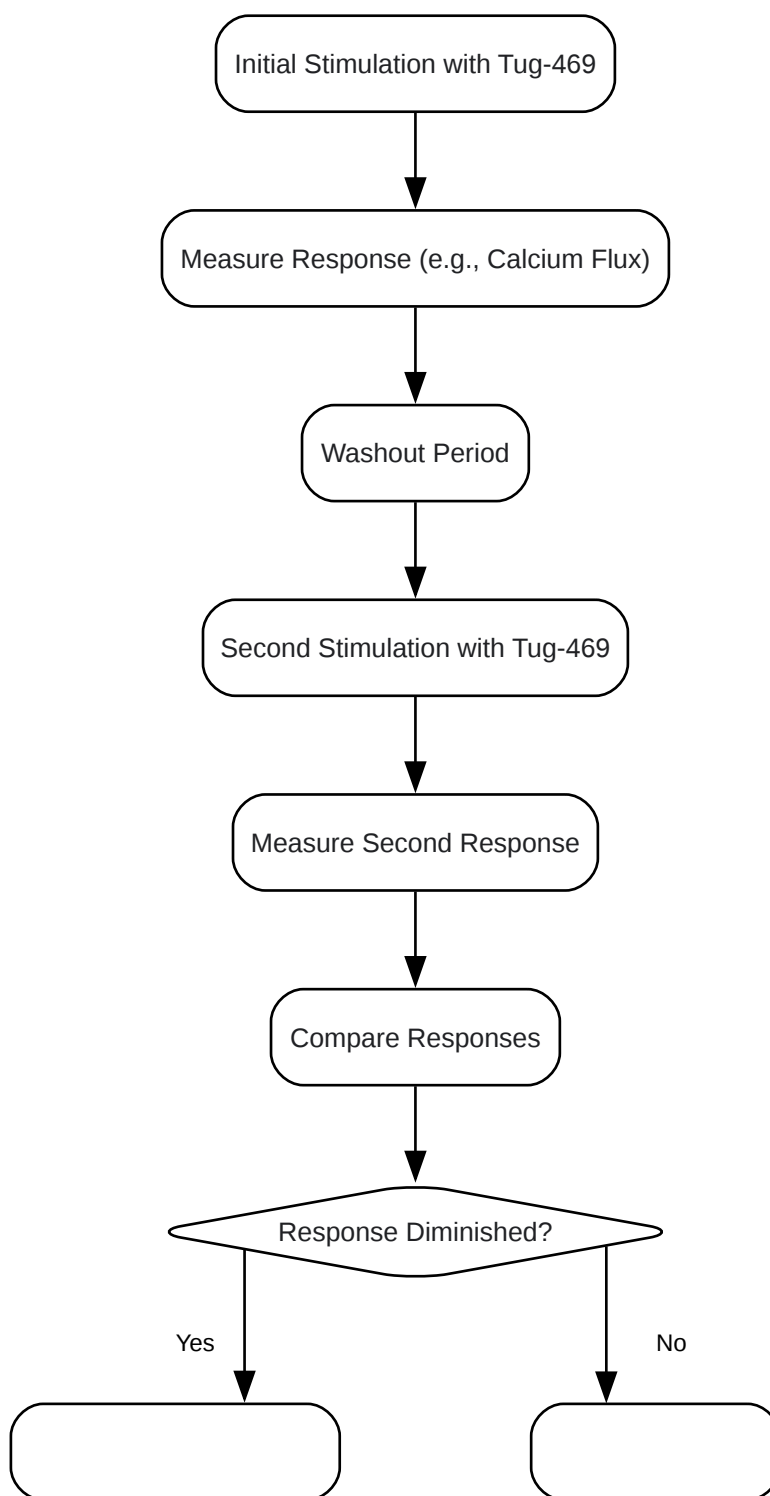 Initial Stimulation with Tug-469
Measure Response (e.g., Calcium Flux)
Washout Period
Second Stimulation with Tug-469
Measure Second Response
Compare Responses
Response Diminished?
Yes
No